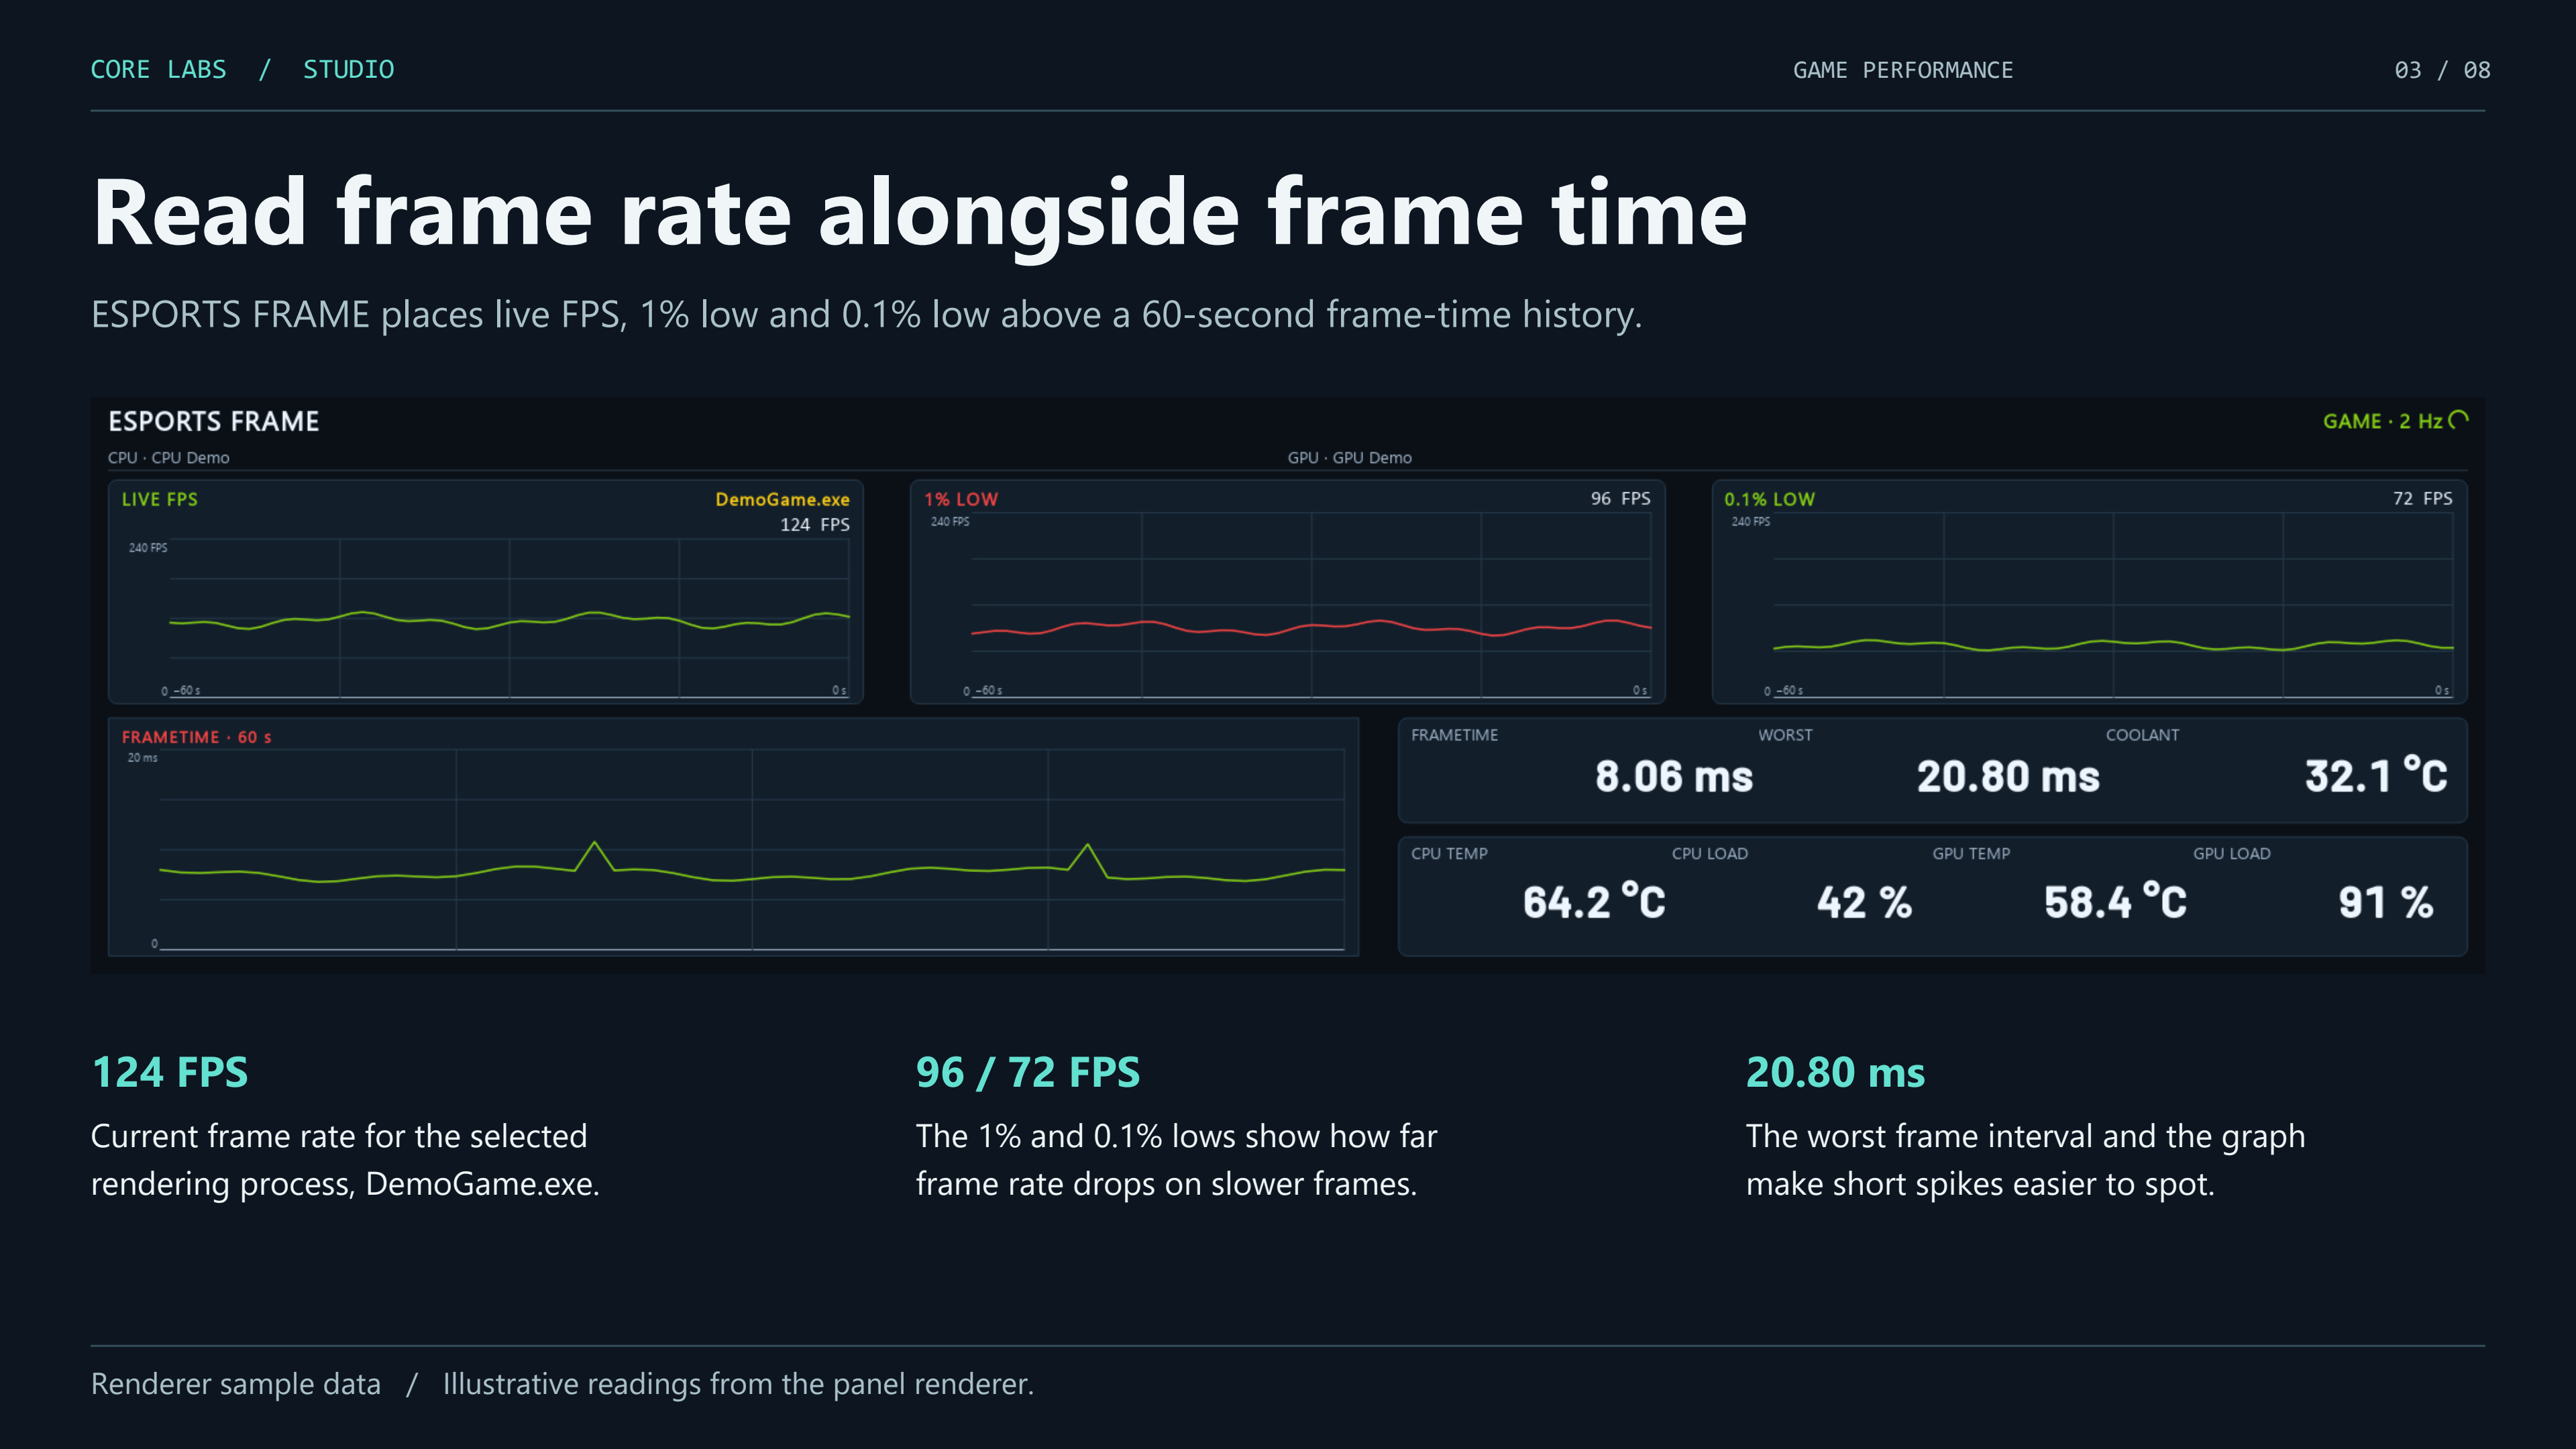 CORE LABS / STUDIO
GAME PERFORMANCE
03 / 08
Read frame rate alongside frame time
ESPORTS FRAME places live FPS, 1% low and 0.1% low above a 60-second frame-time history.
ESPORTS FRAME
GAME · 2 Hz
CPU · CPU Demo
GPU · GPU Demo
LIVE FPS
DemoGame.exe
124 FPS
240 FPS
0
−60 s
0 s
1% LOW
96 FPS
240 FPS
0
−60 s
0 s
0.1% LOW
72 FPS
240 FPS
0
−60 s
0 s
FRAMETIME · 60 s
20 ms
0
FRAMETIME
8.06 ms
WORST
20.80 ms
COOLANT
32.1 °C
CPU TEMP
64.2 °C
CPU LOAD
42 %
GPU TEMP
58.4 °C
GPU LOAD
91 %
124 FPS
Current frame rate for the selected
rendering process, DemoGame.exe.
96 / 72 FPS
The 1% and 0.1% lows show how far
frame rate drops on slower frames.
20.80 ms
The worst frame interval and the graph
make short spikes easier to spot.
Renderer sample data / Illustrative readings from the panel renderer.